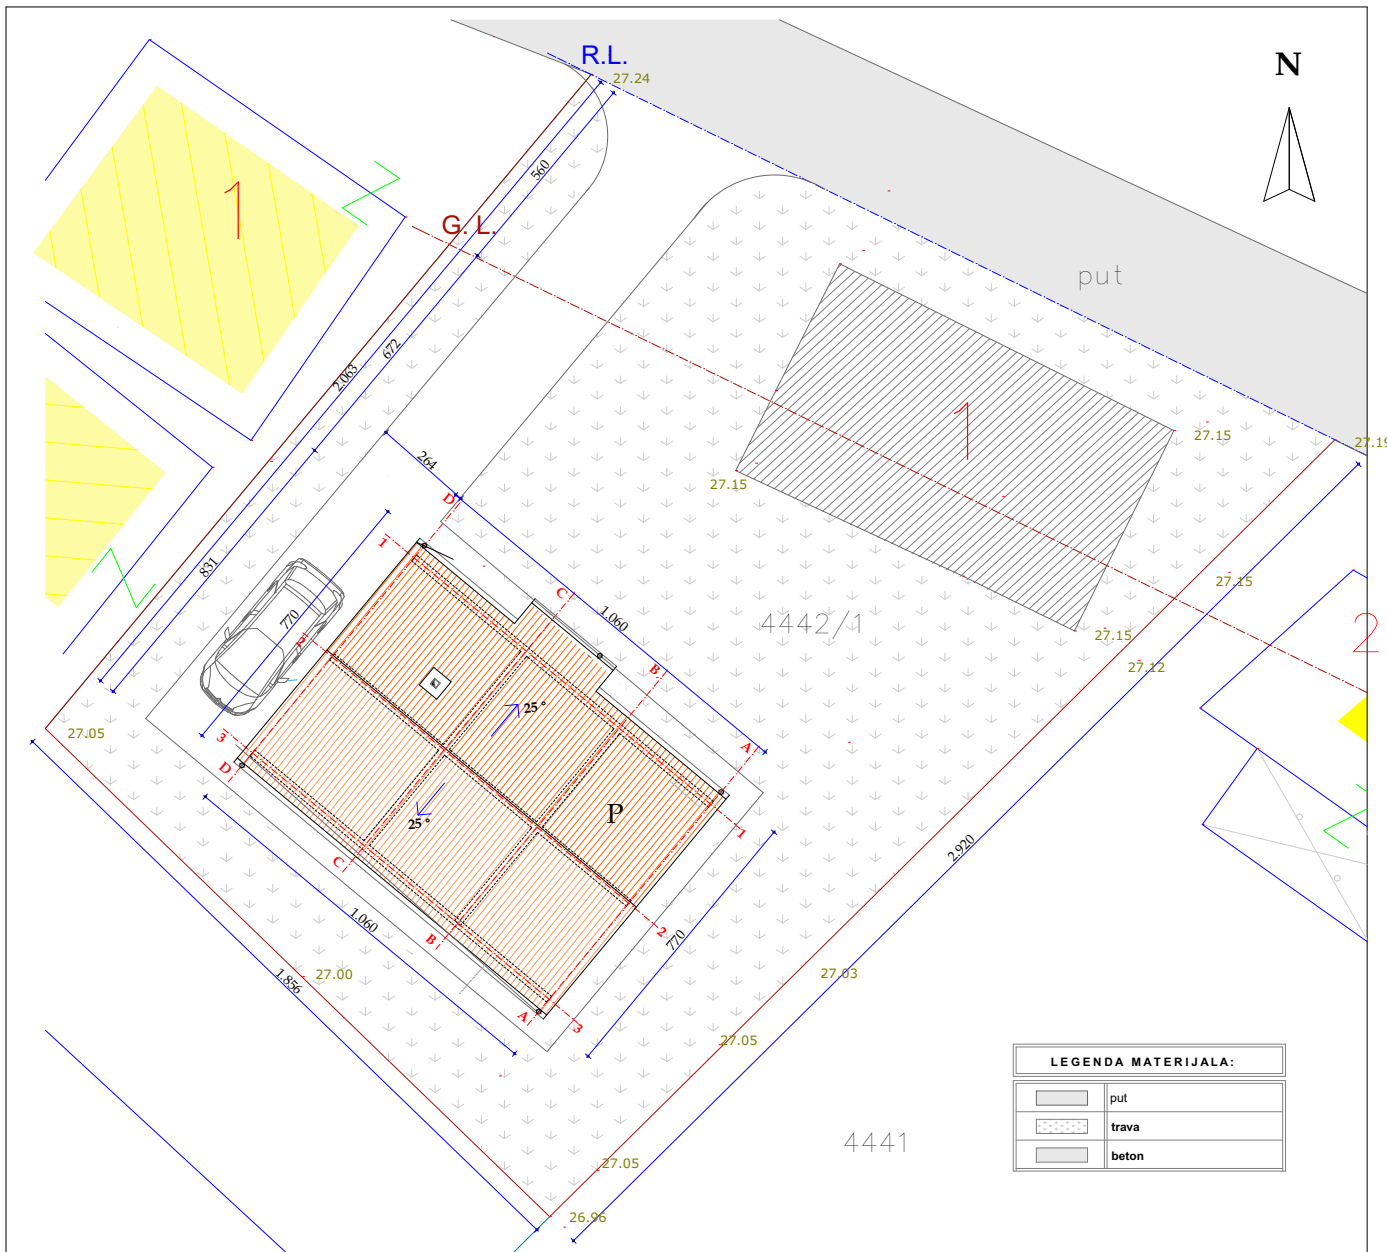 R.L.
27.24
N
560
1
G. L.
put
672
2.063
1
27.15
27.19
264
27.15
D
831
1
27.15
C
770
1.060
4442/1
27.15
2
2
B
27.12
25°
27.05
3
A
D
P
25°
1
C
2.920
1.060
B
2
770
1.856
27.00
27.03
A
3
27.05
LEGENDA MATERIJALA:
put
trava
beton
4441
27.05
26.96